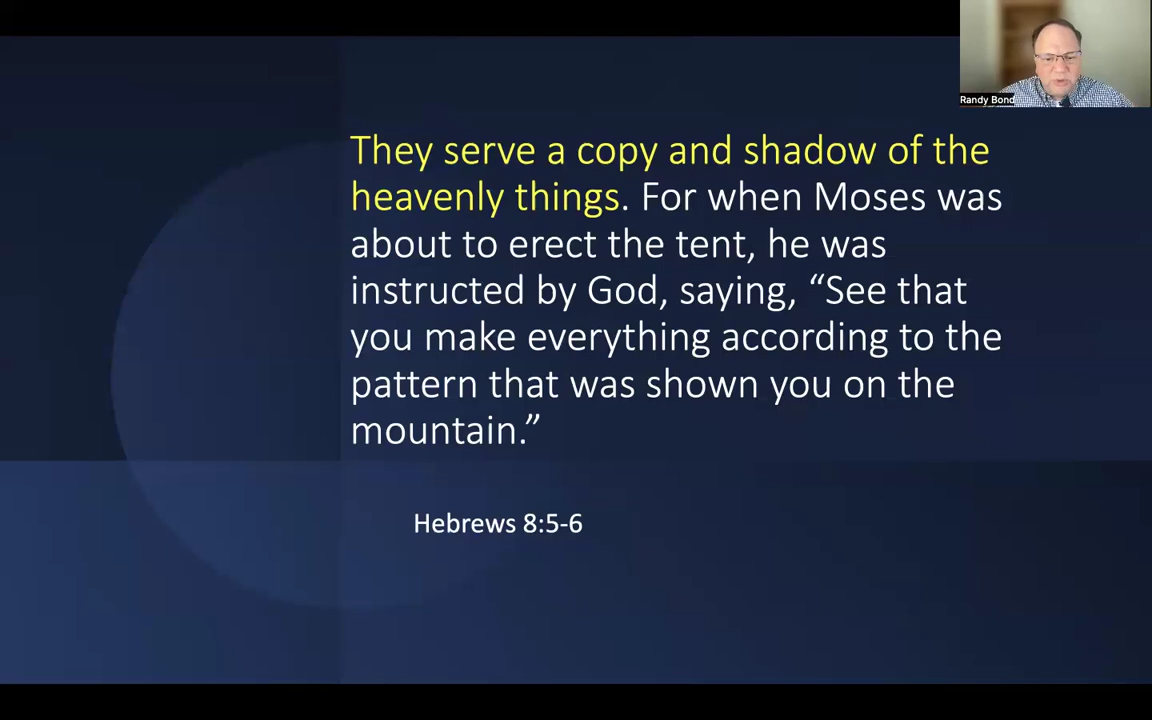 Randy Bond
They serve a copy and shadow of the
heavenly things. For when Moses was
about to erect the tent, he was
instructed by God, saying, “See that
you make everything according to the
pattern that was shown you on the
mountain.”
Hebrews 8:5-6